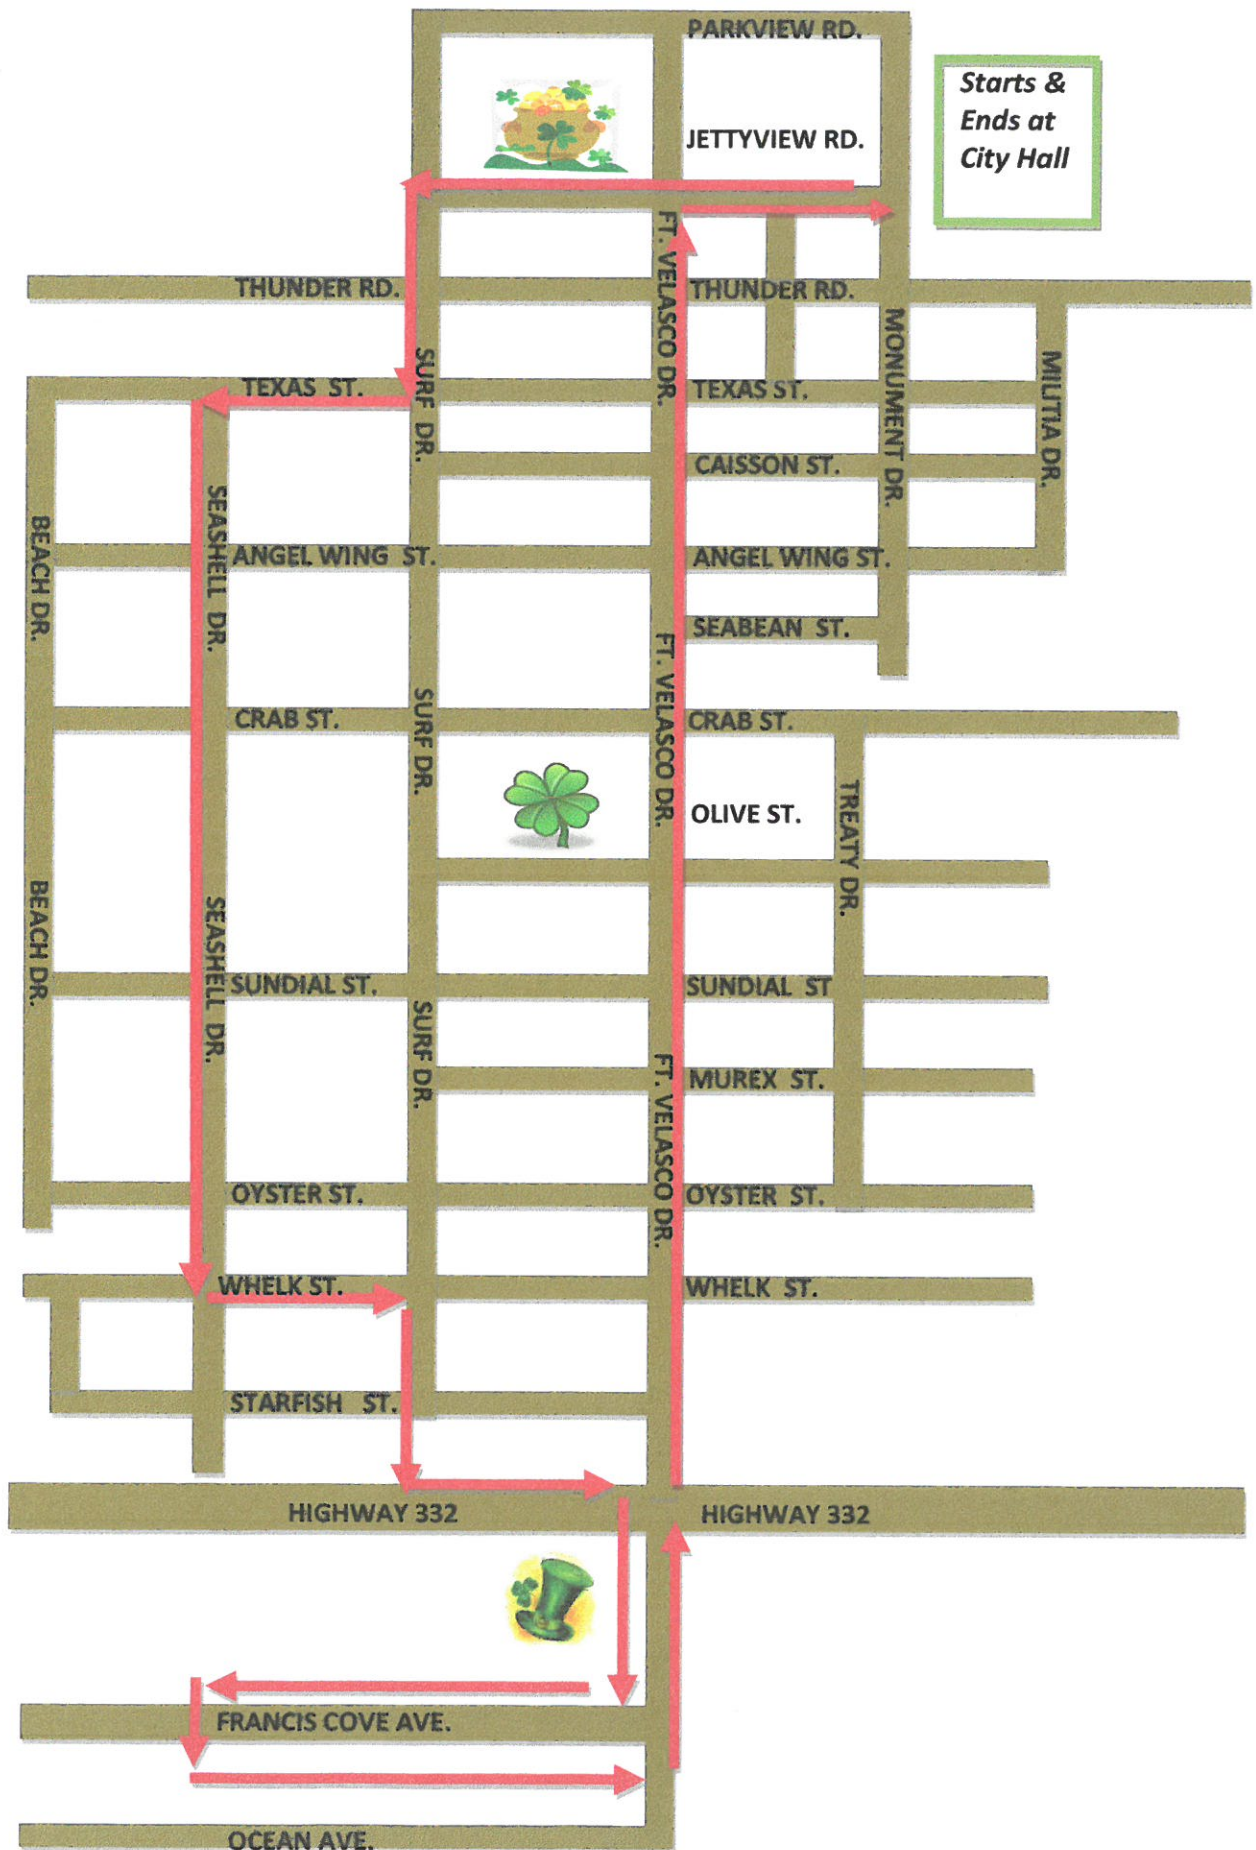 PARKVIEW RD.
Starts &
Ends at
City Hall
JETTYVIEW RD.
THUNDER RD.
THUNDER RD.
FT. VELASCO DR.
MONUMENT DR.
MILITIA DR.
SURF DR.
TEXAS ST.
TEXAS ST.
CAISSON ST.
BEACH DR.
SEASHELL DR.
ANGEL WING ST.
ANGEL WING ST.
SEABEAN ST.
FT. VELASCO DR.
SURF DR.
CRAB ST.
CRAB ST.
OLIVE ST.
TREATY DR.
BEACH DR.
SEASHELL DR.
SUNDIAL ST.
SUNDIAL ST
SURF DR.
FT. VELASCO DR.
MUREX ST.
OYSTER ST.
OYSTER ST.
WHELK ST.
WHELK ST.
STARFISH ST.
HIGHWAY 332
HIGHWAY 332
FRANCIS COVE AVE.
OCEAN AVE.